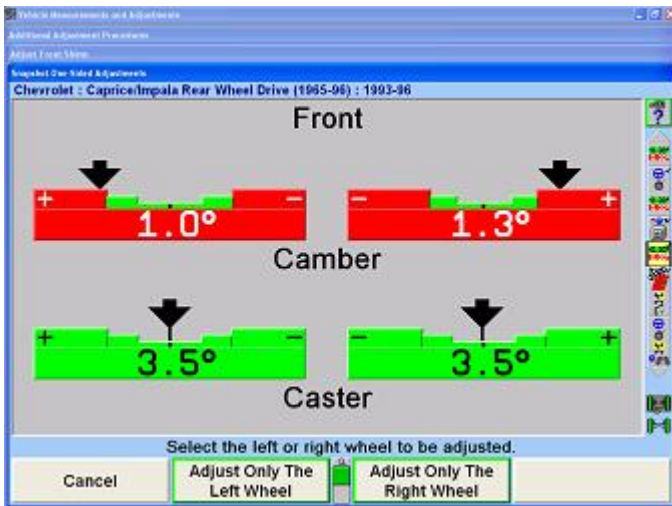 Vehicle Measurements and Adjustments
Additional Adjustment Procedures
Adjust Front Shims
Snapshot One-Sided Adjustments
Chevrolet : Caprice/Impala Rear Wheel Drive (1965-96) : 1993-96
Front
+ − − +
1.0° 1.3°
Camber
+ − − +
3.5° 3.5°
Caster
Select the left or right wheel to be adjusted.
Cancel
Adjust Only The
Left Wheel
Adjust Only The
Right Wheel